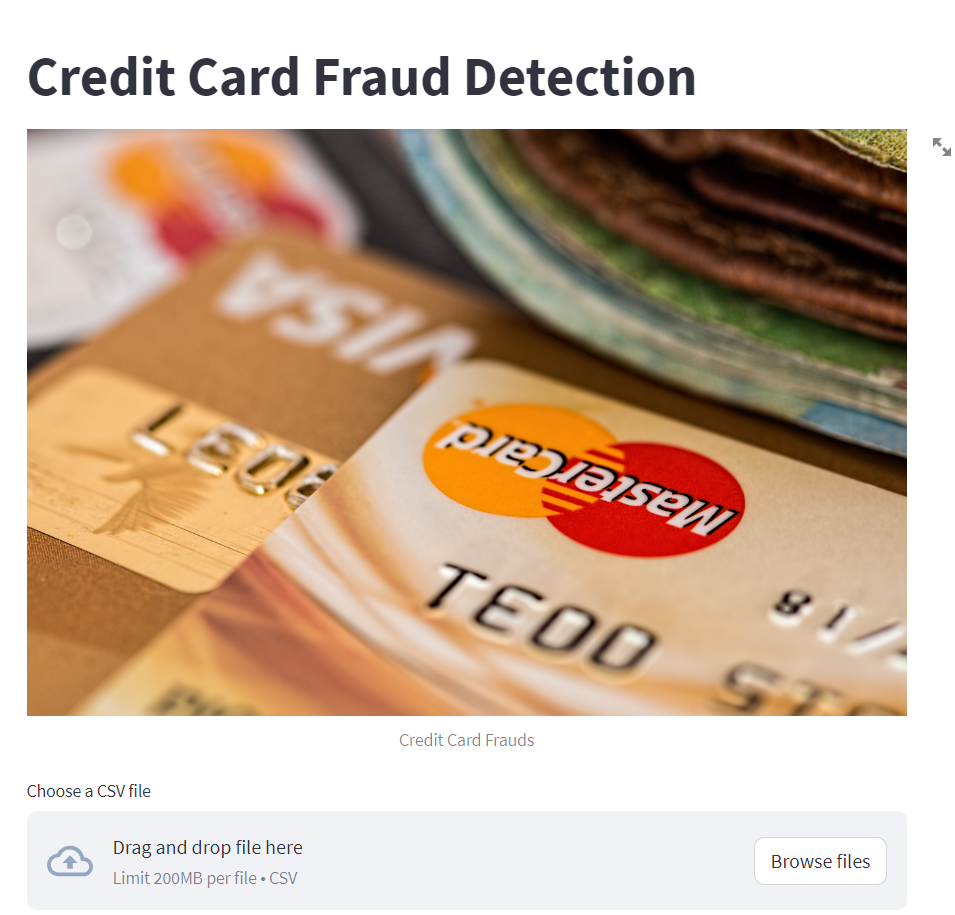 Credit Card Fraud Detection
VISA
MasterCard
Credit Card Frauds
Choose a CSV file
Drag and drop file here
Limit 200MB per file • CSV
Browse files